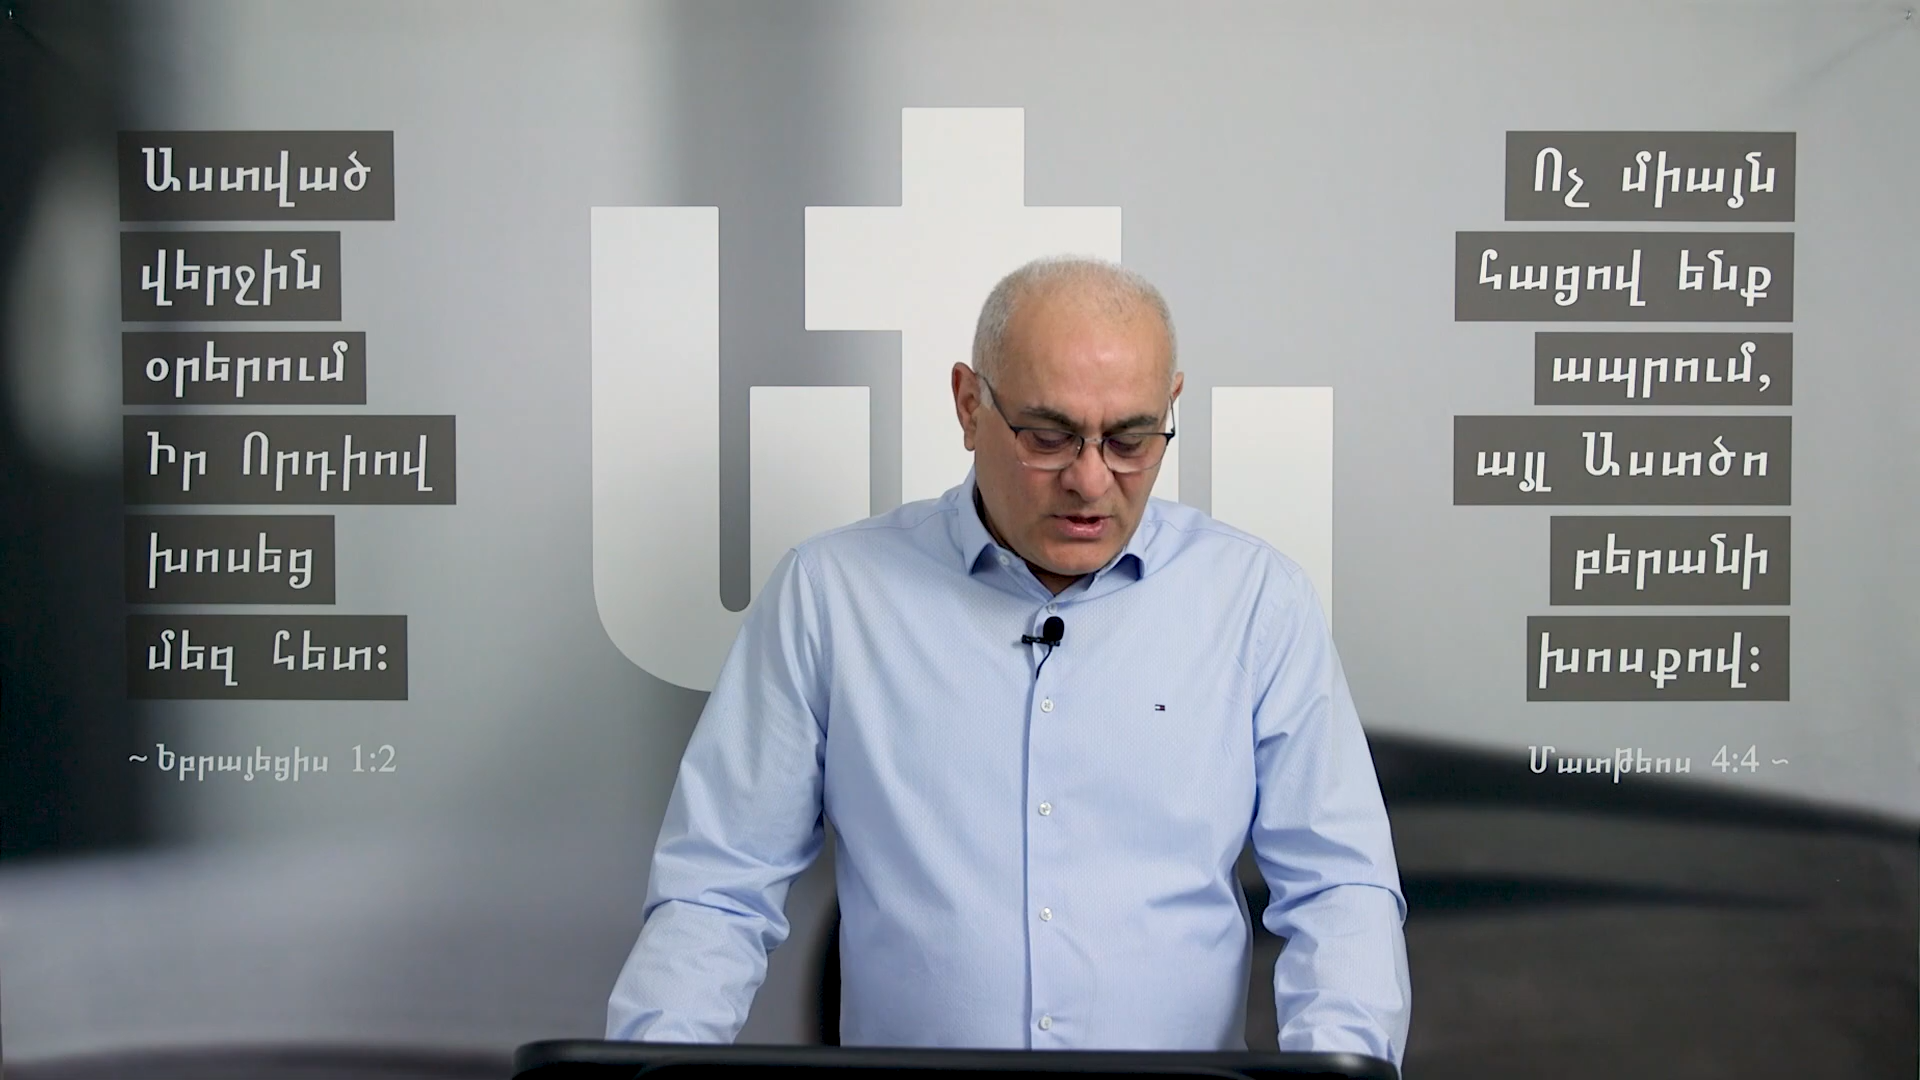 Աստված
վերջին
օրերում
Իր Որդիով
խոսեց
մեզ հետ:
~ Եբրայեցիս 1:2
Ոչ միայն
հացով ենք
ապրում,
այլ Աստծո
բերանի
խոսքով:
Մատթեոս 4:4 ~